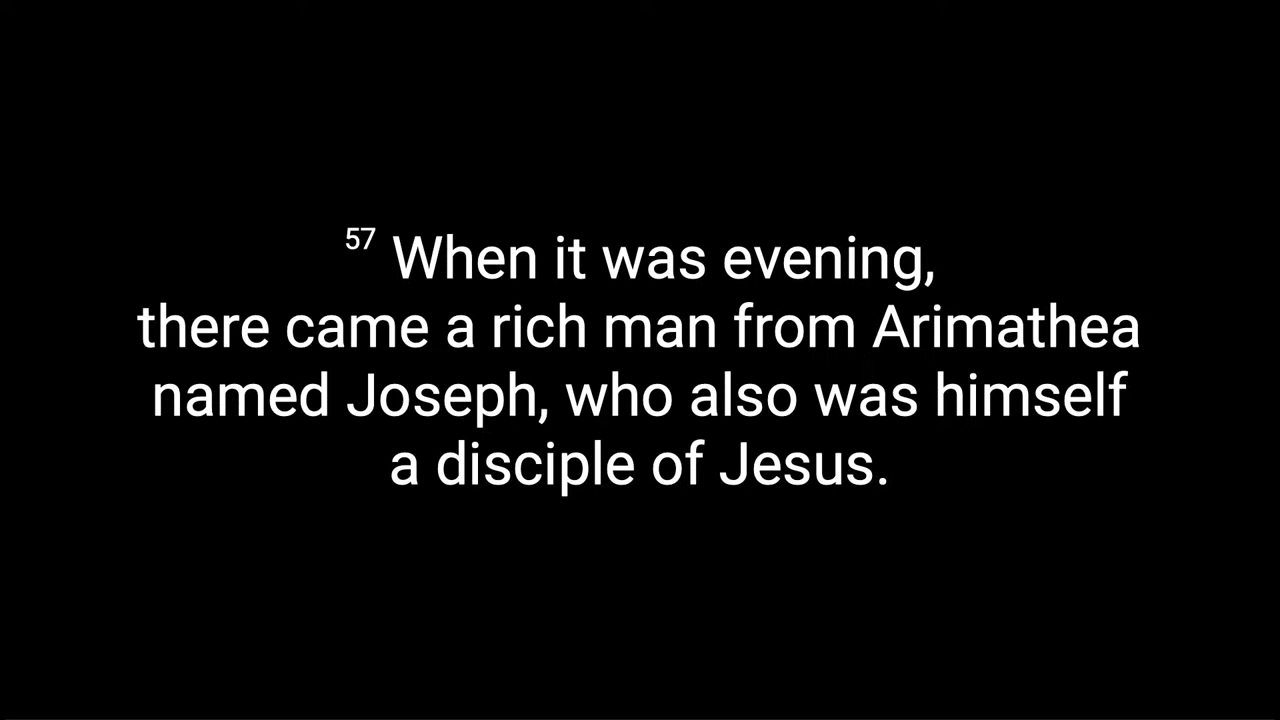 57 When it was evening,
there came a rich man from Arimathea
named Joseph, who also was himself
a disciple of Jesus.